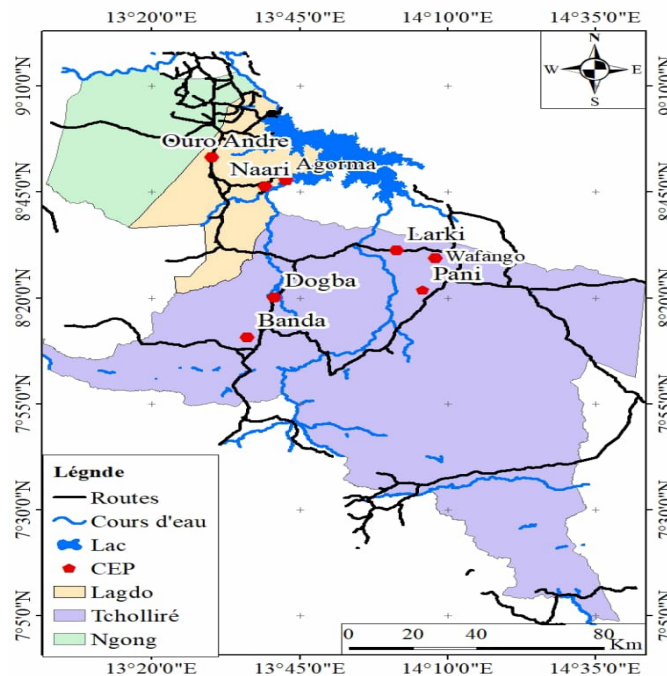 13°20'0"E 13°45'0"E 14°10'0"E 14°35'0"E
N
W E
S
9°10'0"N 9°10'0"N
Ouro Andre
Naari Agorma
8°45'0"N 8°45'0"N
Larki
Wafango
Pani
Dogba
8°20'0"N 8°20'0"N
Banda
7°55'0"N 7°55'0"N
Légnde
Routes
Cours d'eau
Lac
CEP
Lagdo
Tcholliré
Ngong
7°30'0"N 7°30'0"N
7°5'0"N 7°5'0"N
0 20 40 80
Km
13°20'0"E 13°45'0"E 14°10'0"E 14°35'0"E